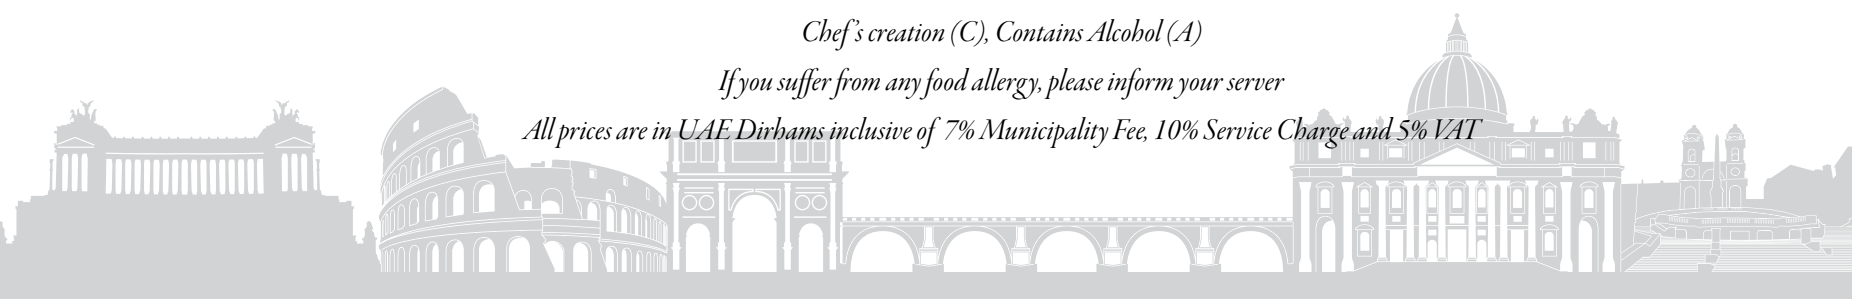 Chef’s creation (C), Contains Alcohol (A)
If you suffer from any food allergy, please inform your server
All prices are in UAE Dirhams inclusive of 7% Municipality Fee, 10% Service Charge and 5% VAT